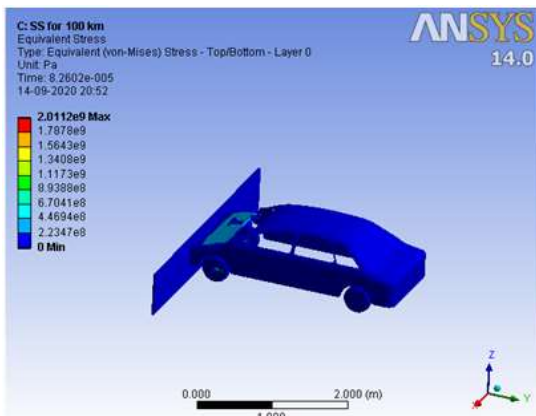 C: SS for 100 km
Equivalent Stress
Type: Equivalent (von-Mises) Stress - Top/Bottom - Layer 0
Unit: Pa
Time: 8.2602e-005
14-09-2020 20:52
2.0112e9 Max
1.7878e9
1.5643e9
1.3408e9
1.1173e9
8.9388e8
6.7041e8
4.4694e8
2.2347e8
0 Min
ANSYS
14.0
0.000
2.000 (m)
1.000
Z
Y
X